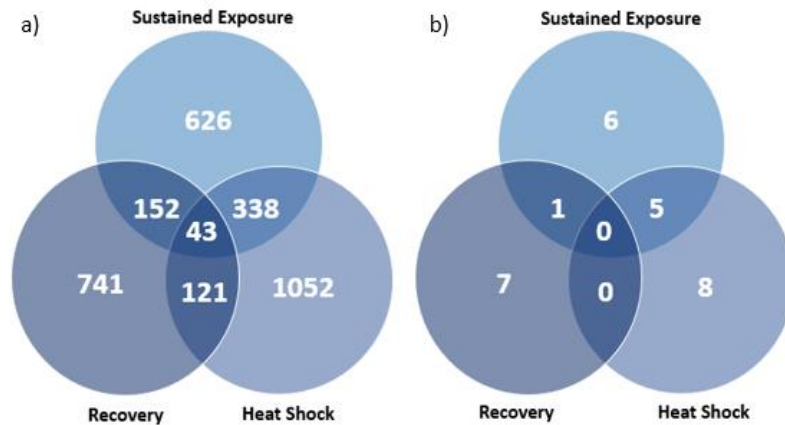 a)
Sustained Exposure
626
152
43
338
741
121
1052
Recovery
Heat Shock
b)
Sustained Exposure
6
1
0
5
7
0
8
Recovery
Heat Shock